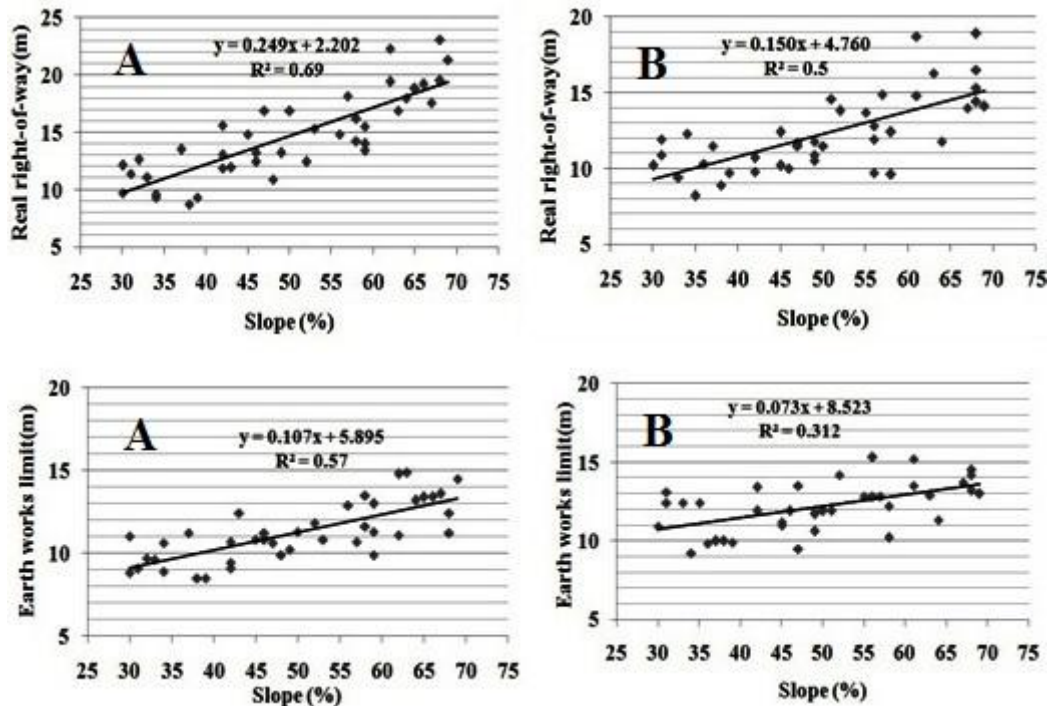 Real right-of-way(m)
25
20
15
10
5
A
y = 0.249x + 2.202
R² = 0.69
25 30 35 40 45 50 55 60 65 70 75
Slope (%)
Real right-of-way(m)
20
15
10
5
B
y = 0.150x + 4.760
R² = 0.5
25 30 35 40 45 50 55 60 65 70 75
Slope (%)
Earth works limit(m)
20
15
10
5
A
y = 0.107x + 5.895
R² = 0.57
25 30 35 40 45 50 55 60 65 70 75
Slope (%)
Earth works limit(m)
20
15
10
5
B
y = 0.073x + 8.523
R² = 0.312
25 30 35 40 45 50 55 60 65 70 75
Slope (%)